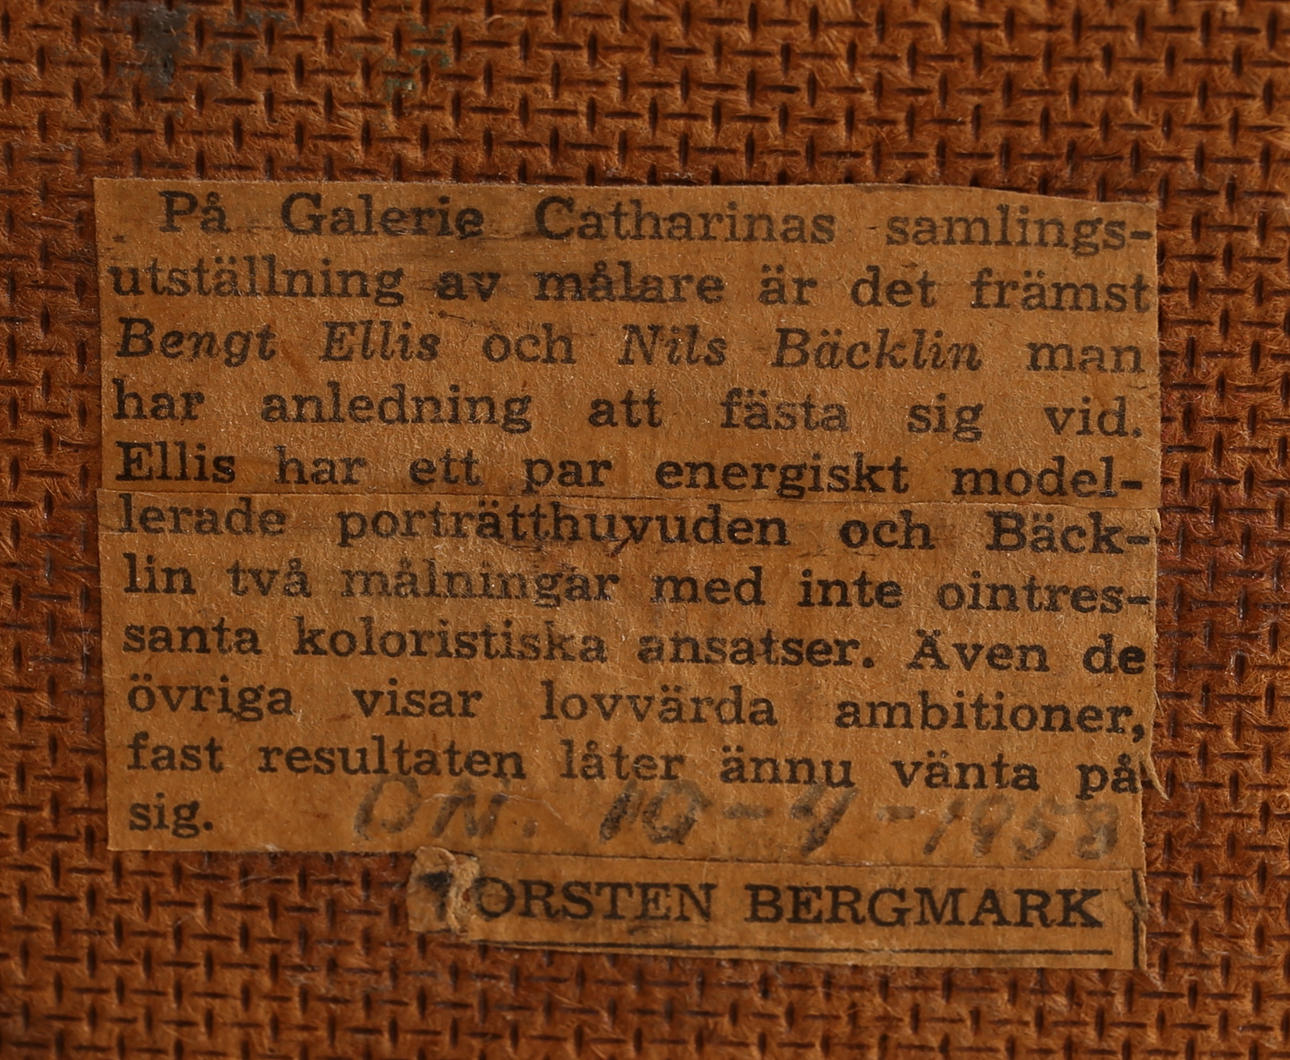 På Galerie Catharinas samlings-
utställning av målare är det främst
Bengt Ellis och Nils Bäcklin man
har anledning att fästa sig vid.
Ellis har ett par energiskt model-
lerade porträtthuvuden och Bäck-
lin två målningar med inte ointres-
santa koloristiska ansatser. Även de
övriga visar lovvärda ambitioner,
fast resultaten låter ännu vänta på
sig. DN. 10-4-1958
TORSTEN BERGMARK